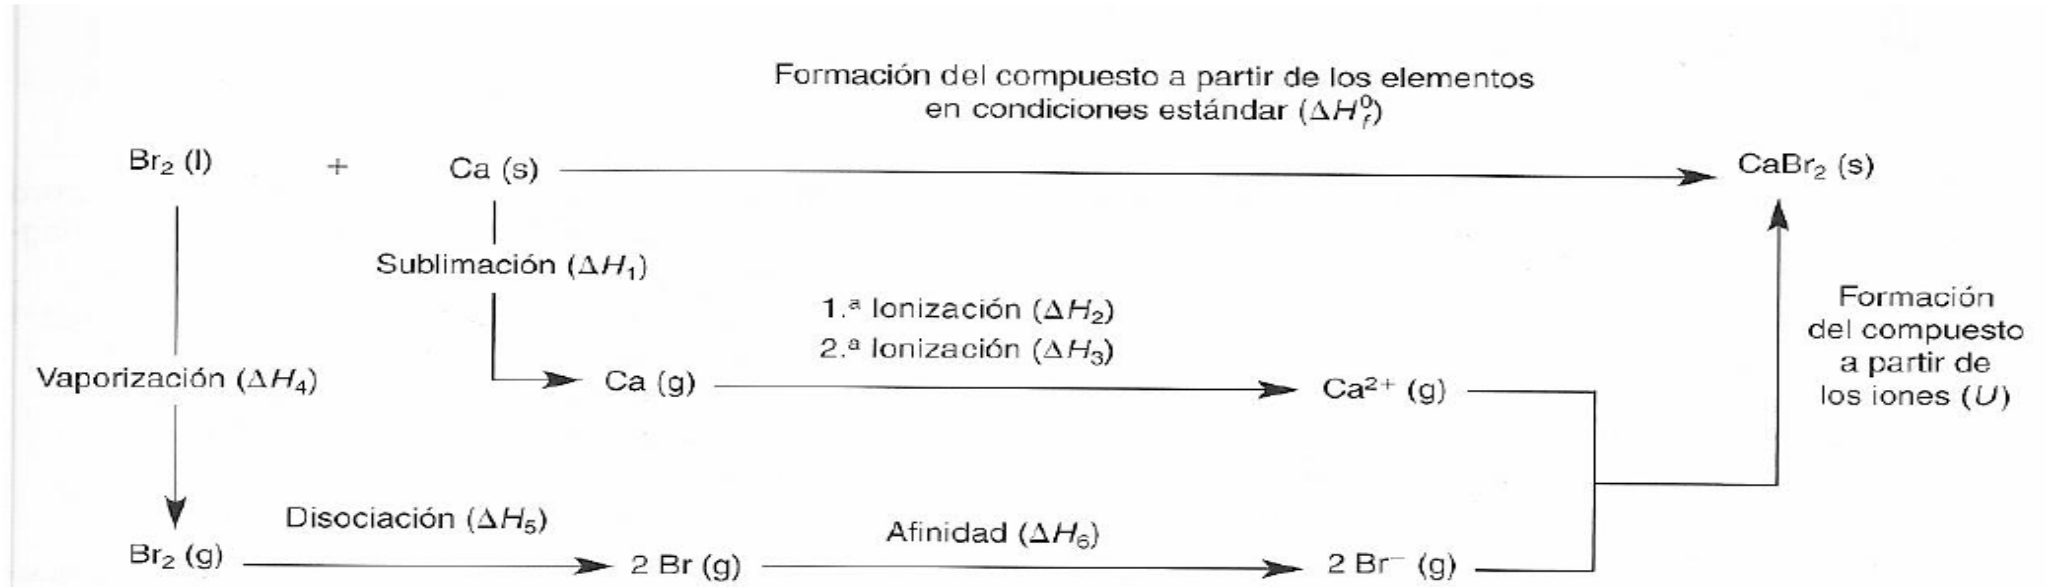 Formación del compuesto a partir de los elementos
en condiciones estándar (ΔH⁰f)
Br₂ (l) + Ca (s) CaBr₂ (s)
Sublimación (ΔH₁)
1.ª Ionización (ΔH₂)
2.ª Ionización (ΔH₃)
Formación
del compuesto
a partir de
los iones (U)
Vaporización (ΔH₄)
Ca (g) Ca²⁺ (g)
Disociación (ΔH₅)
Afinidad (ΔH₆)
Br₂ (g) 2 Br (g) 2 Br⁻ (g)